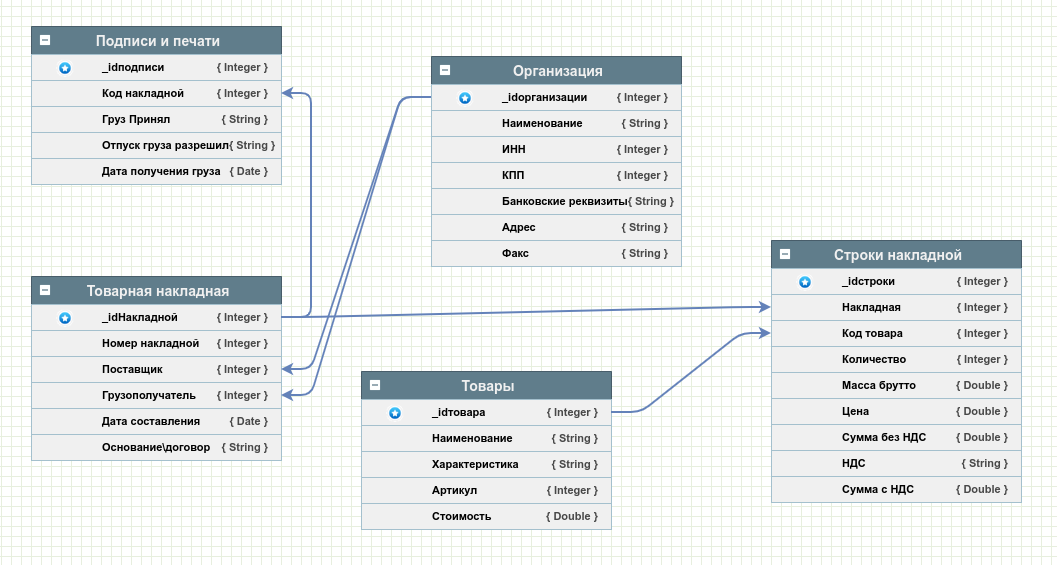 Подписи и печати
_idподписи { Integer }
Код накладной { Integer }
Груз Принял { String }
Отпуск груза разрешил{ String }
Дата получения груза { Date }
Организация
_idорганизации { Integer }
Наименование { String }
ИНН { Integer }
КПП { Integer }
Банковские реквизиты{ String }
Адрес { String }
Факс { String }
Товарная накладная
_idНакладной { Integer }
Номер накладной { Integer }
Поставщик { Integer }
Грузополучатель { Integer }
Дата составления { Date }
Основание\договор { String }
Товары
_idтовара { Integer }
Наименование { String }
Характеристика { String }
Артикул { Integer }
Стоимость { Double }
Строки накладной
_idстроки { Integer }
Накладная { Integer }
Код товара { Integer }
Количество { Integer }
Масса брутто { Double }
Цена { Double }
Сумма без НДС { Double }
НДС { String }
Сумма с НДС { Double }